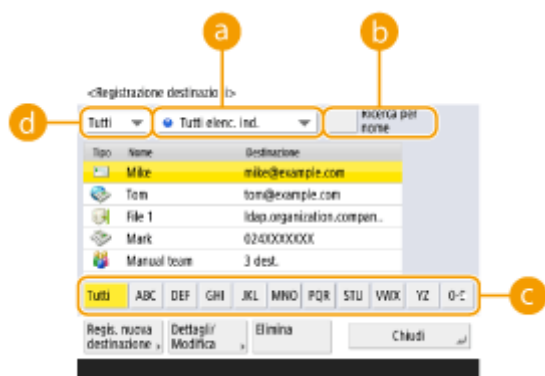 a
b
<Registrazione destinazioni>
d
Tutti
Tutti elenc. ind.
Ricerca per
nome
Tipo Nome Destinazione
Mike mike@example.com
Tom tom@example.com
File 1 ldap.organization.compan..
Mark 024XXXXXXX
Manual team 3 dest.
Tutti ABC DEF GHI JKL MNO PQR STU VWX YZ
c
Regis. nuova
destinazione
Dettagli/
Modifica
Elimina
Chiudi